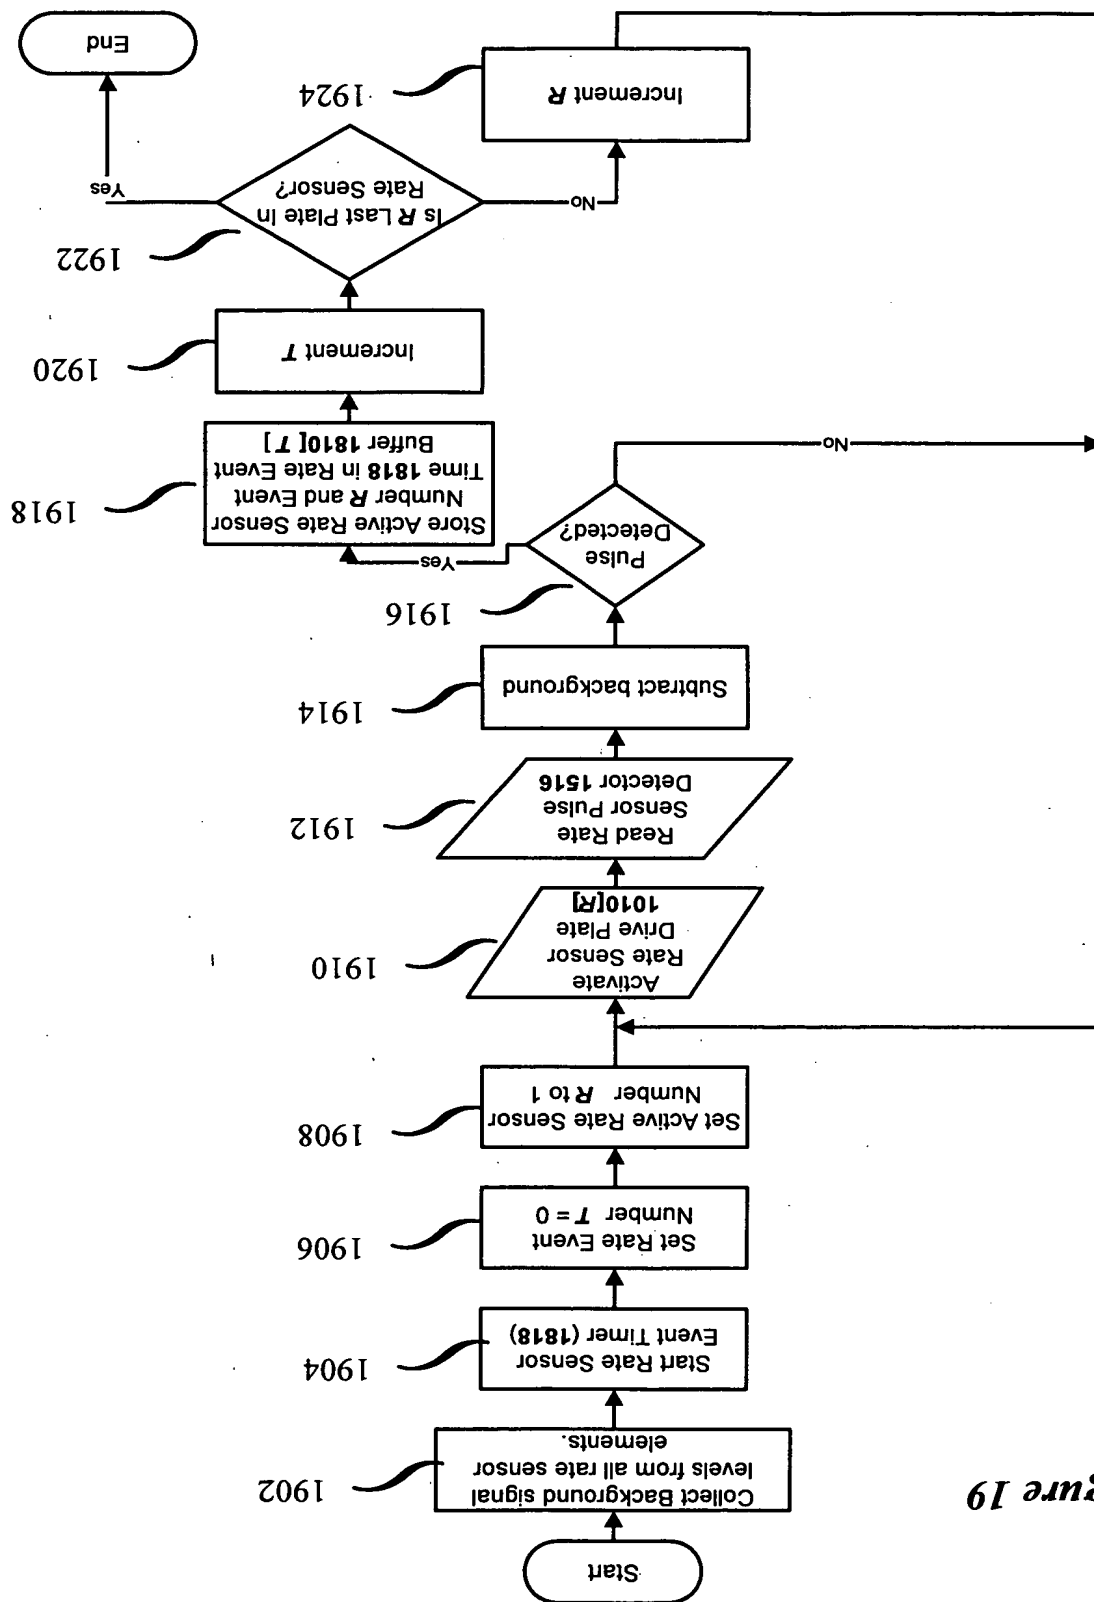 Figure 19
Start
Collect Background signal
levels from all rate sensor
elements.
1902
Start Rate Sensor
Event Timer (1818)
1904
Set Rate Event
Number T = 0
1906
Set Active Rate Sensor
Number R to 1
1908
Activate
Rate Sensor
Drive Plate
1010[R]
1910
Read Rate
Sensor Pulse
Detector 1516
1912
Subtract background
1914
Pulse
Detected?
1916
Yes
No
Store Active Rate Sensor
Number R and Event
Time 1818 in Rate Event
Buffer 1810[T]
1918
Increment T
1920
Is R Last Plate In
Rate Sensor?
1922
No
Yes
Increment R
1924
End